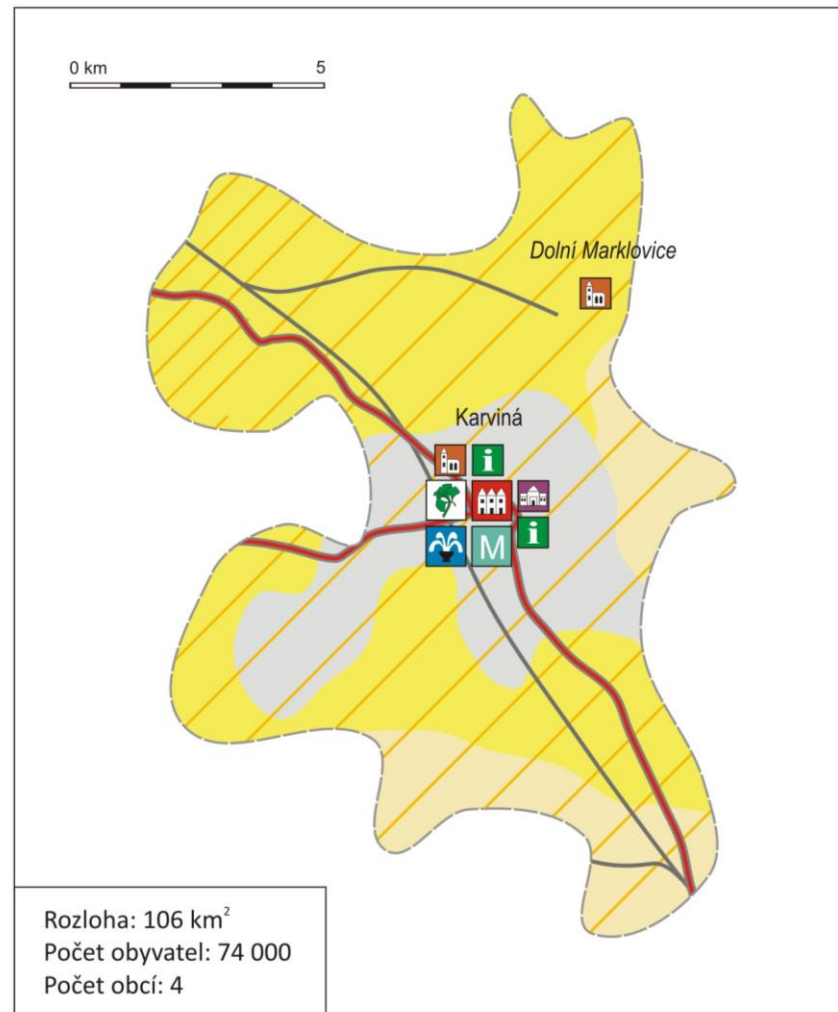 0 km 5
Dolní Marklovice
Karviná
i
i
M
Rozloha: 106 km²
Počet obyvatel: 74 000
Počet obcí: 4